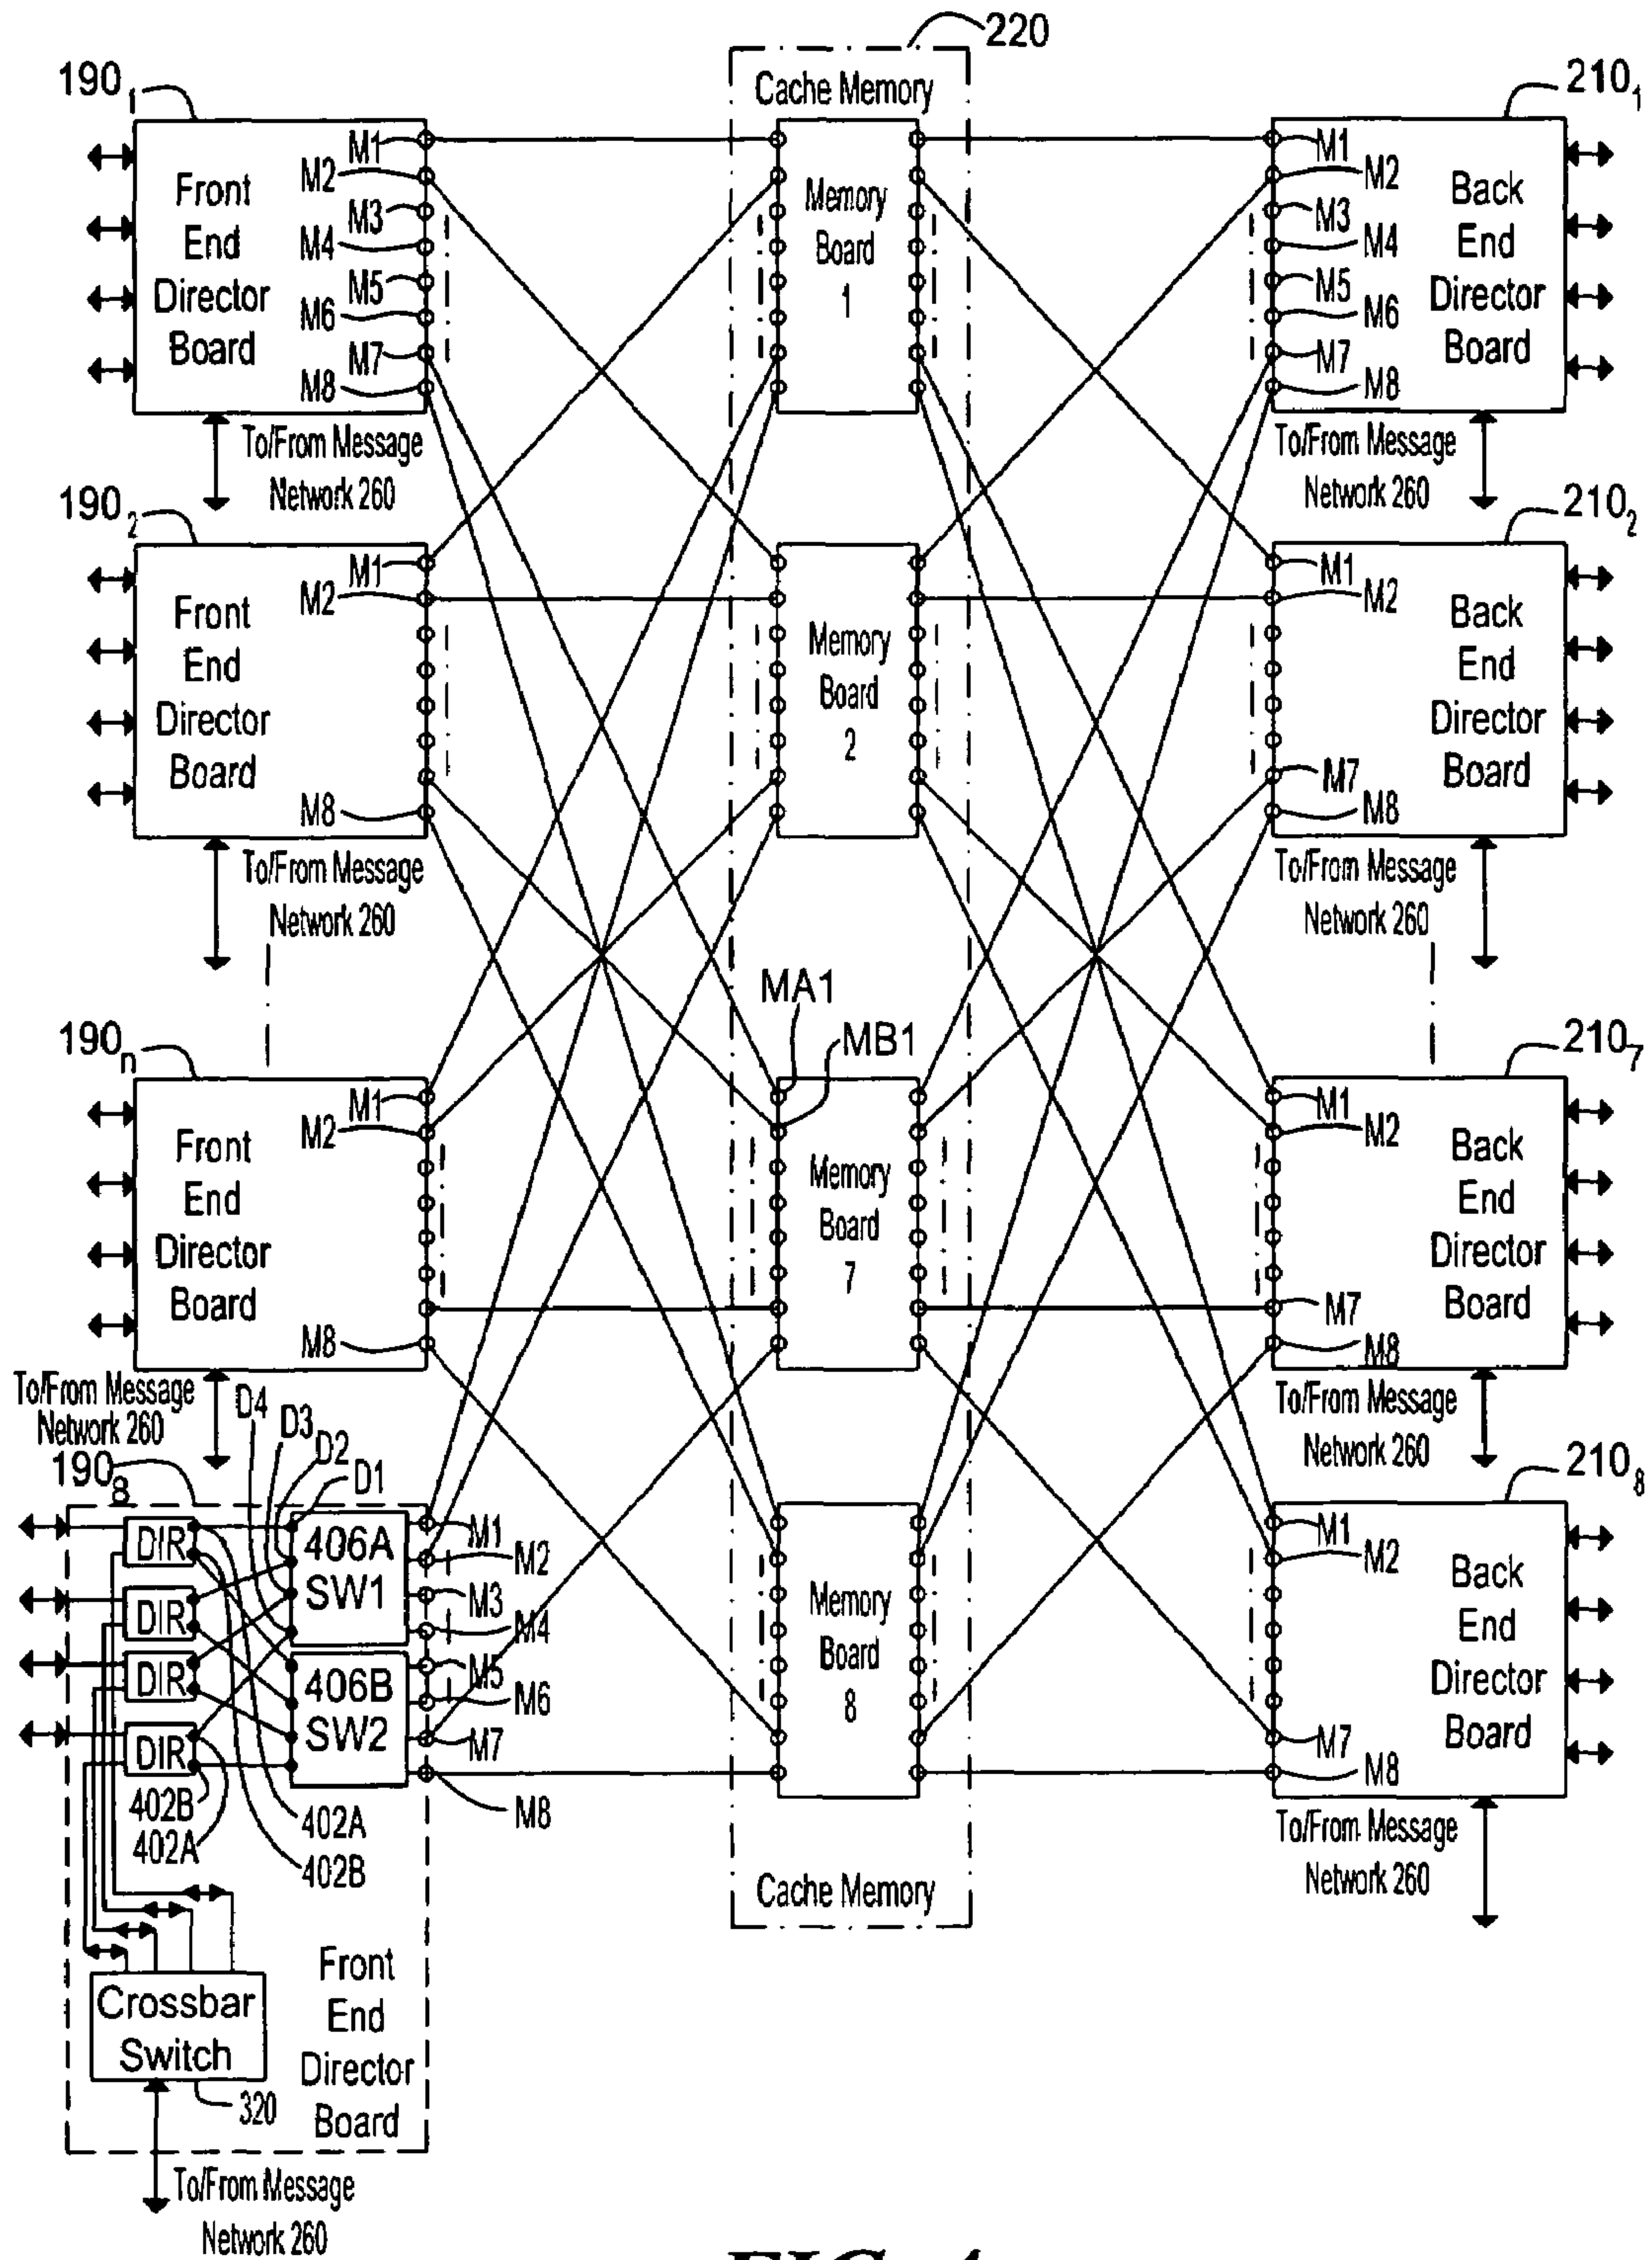 220
Cache Memory
190
1
M1
M2
M3
M4
M5
M6
M7
M8
Front
End
Director
Board
To/From Message
Network 260
Memory
Board
1
210
1
M1
M2
M3
M4
M5
M6
M7
M8
Back
End
Director
Board
To/From Message
Network 260
190
2
M1
M2
M8
Front
End
Director
Board
To/From Message
Network 260
Memory
Board
2
210
2
M1
M2
M7
M8
Back
End
Director
Board
To/From Message
Network 260
MA1
MB1
190
n
M1
M2
M8
Front
End
Director
Board
To/From Message
Network 260
Memory
Board
7
210
7
M1
M2
M7
M8
Back
End
Director
Board
To/From Message
Network 260
190
8
D4
D3
D2
D1
DIR
DIR
DIR
DIR
406A
SW1
406B
SW2
M1
M2
M3
M4
M5
M6
M7
M8
402B
402A
402A
402B
Crossbar
Switch
320
Front
End
Director
Board
To/From Message
Network 260
Memory
Board
8
Cache Memory
210
8
M1
M2
M7
M8
Back
End
Director
Board
To/From Message
Network 260